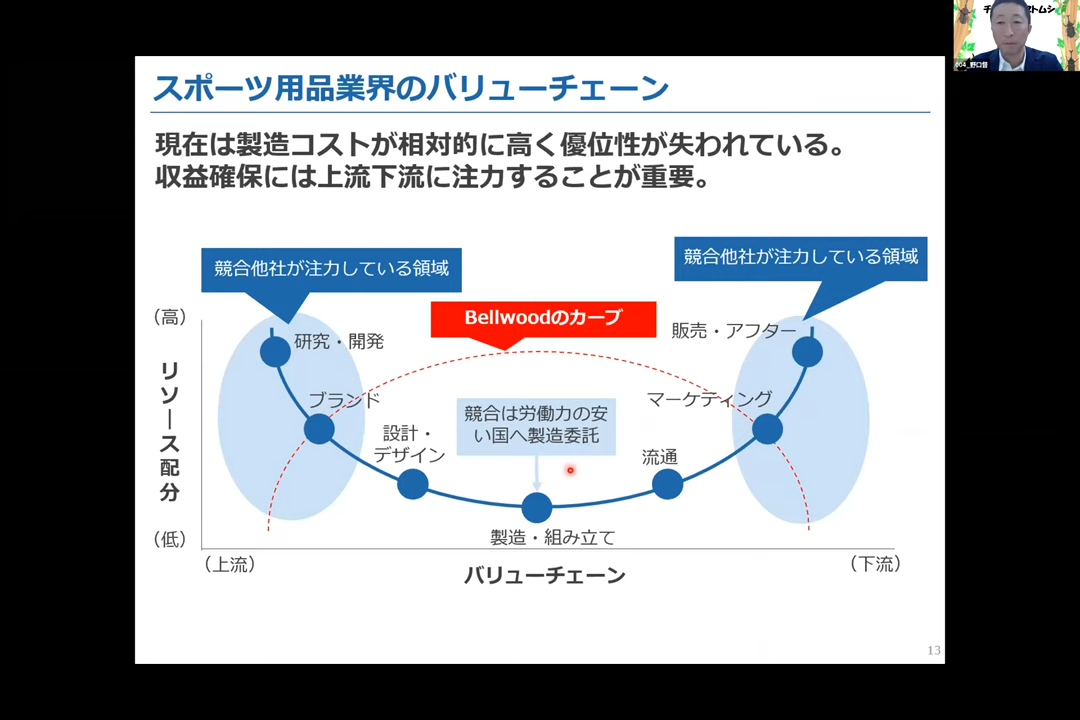 スポーツ用品業界のバリューチェーン
現在は製造コストが相対的に高く優位性が失われている。
収益確保には上流下流に注力することが重要。
競合他社が注力している領域
競合他社が注力している領域
Bellwoodのカーブ
（高）
研究・開発
販売・アフター
リソース配分
ブランド
マーケティング
競合は労働力の安
い国へ製造委託
設計・
デザイン
流通
製造・組み立て
（低）
（上流）
（下流）
バリューチェーン
13